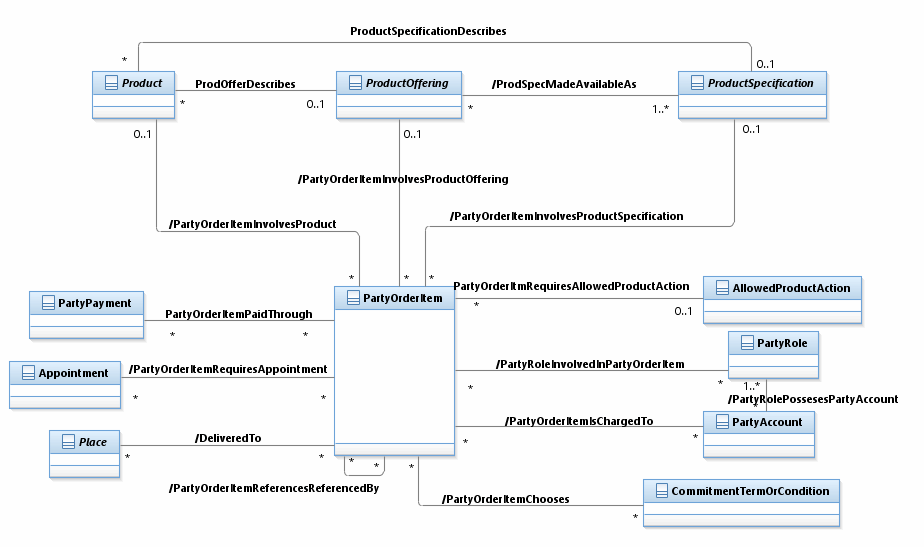 ProductSpecificationDescribes
*
0..1
Product
ProdOfferDescribes
ProductOffering
/ProdSpecMadeAvailableAs
ProductSpecification
*
0..1
*
1..*
0..1
0..1
0..1
/PartyOrderItemInvolvesProductOffering
/PartyOrderItemInvolvesProductSpecification
/PartyOrderItemInvolvesProduct
*
*
*
PartyOrderItmRequiresAllowedProductAction
AllowedProductAction
PartyPayment
PartyOrderItem
PartyOrderItemPaidThrough
*
0..1
*
*
PartyRole
Appointment
/PartyOrderItemRequiresAppointment
/PartyRoleInvolvedInPartyOrderItem
*
*
*
*
1..*
/PartyRolePossesesPartyAccount
*
Place
/DeliveredTo
/PartyOrderItemIsChargedTo
PartyAccount
*
*
*
*
*
*
*
/PartyOrderItemReferencesReferencedBy
/PartyOrderItemChooses
CommitmentTermOrCondition
*